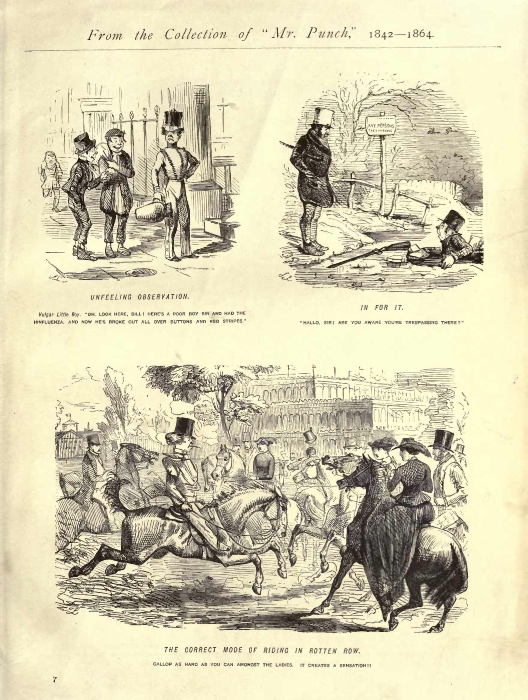 From the Collection of "Mr. Punch," 1842—1864
ANY PERSONS
TRESPASSING
UNFEELING OBSERVATION.
Vulgar Little Boy. "OH, LOOK HERE, BILL! HERE'S A POOR BOY BIN AND HAD THE
HINFLUENZA, AND NOW HE'S BROKE OUT ALL OVER BUTTONS AND RED STRIPES."
IN FOR IT.
"HALLO, SIR! ARE YOU AWARE YOU'RE TRESPASSING THERE?"
THE CORRECT MODE OF RIDING IN ROTTEN ROW.
GALLOP AS HARD AS YOU CAN AMONGST THE LADIES. IT CREATES A SENSATION!!!
7